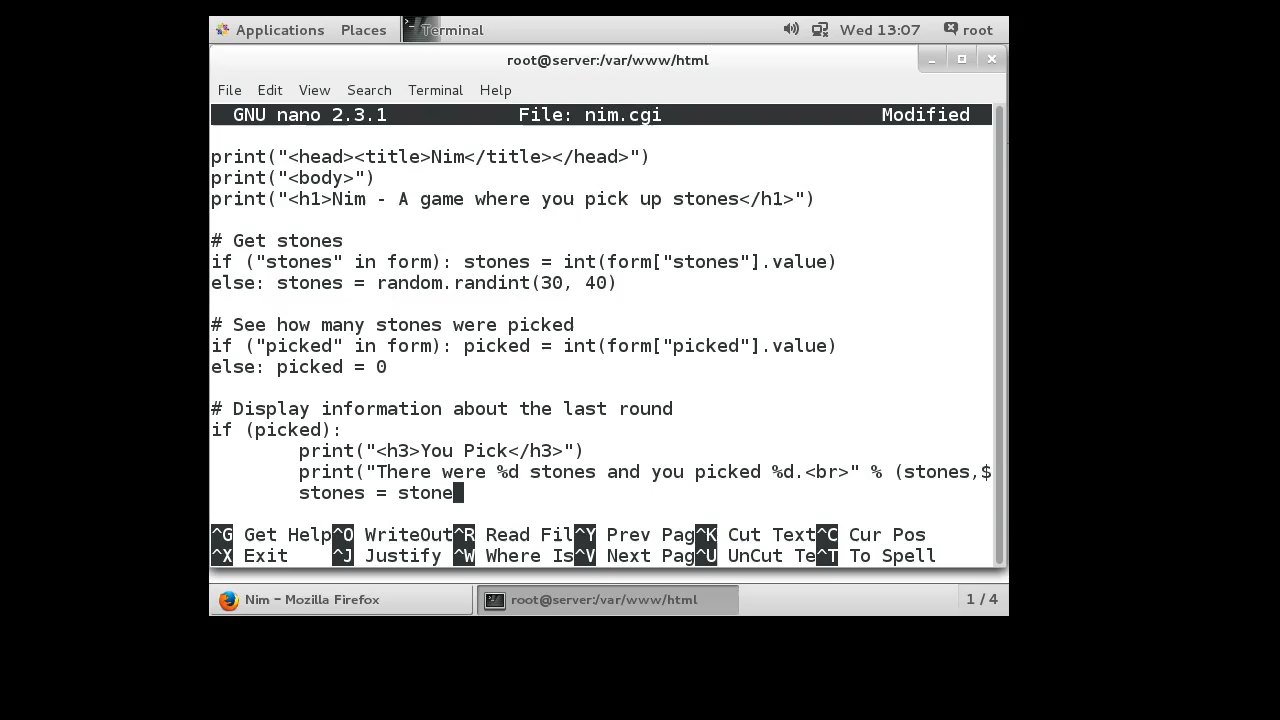 Applications Places Terminal Wed 13:07 root
root@server:/var/www/html
File Edit View Search Terminal Help
GNU nano 2.3.1 File: nim.cgi Modified
print("<head><title>Nim</title></head>")
print("<body>")
print("<h1>Nim - A game where you pick up stones</h1>")
# Get stones
if ("stones" in form): stones = int(form["stones"].value)
else: stones = random.randint(30, 40)
# See how many stones were picked
if ("picked" in form): picked = int(form["picked"].value)
else: picked = 0
# Display information about the last round
if (picked):
        print("<h3>You Pick</h3>")
        print("There were %d stones and you picked %d.<br>" % (stones,$
        stones = stone
^G Get Help^O WriteOut^R Read Fil^Y Prev Pag^K Cut Text^C Cur Pos
^X Exit ^J Justify ^W Where Is^V Next Pag^U UnCut Te^T To Spell
Nim - Mozilla Firefox root@server:/var/www/html 1 / 4